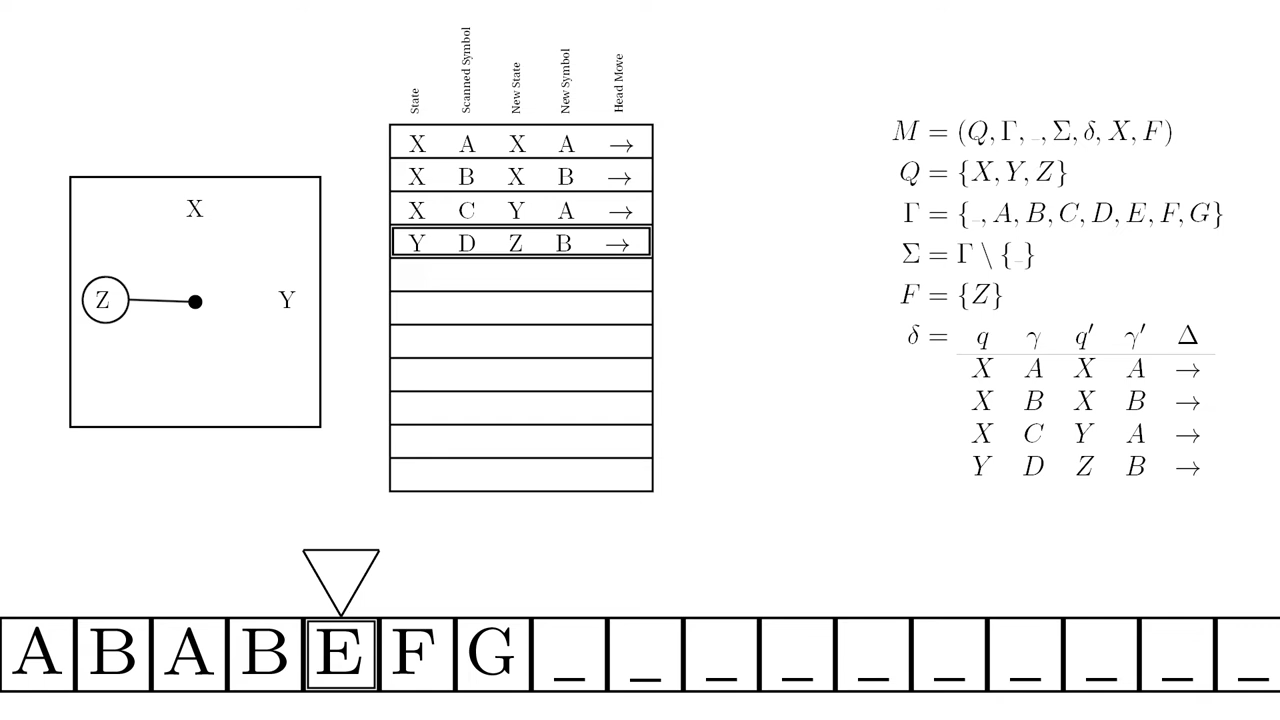 State Scanned Symbol New State New Symbol Head Move
X A X A →
X B X B →
X C Y A →
Y D Z B →
X
Z Y
M = (Q, Γ, _, Σ, δ, X, F)
Q = {X, Y, Z}
Γ = {_, A, B, C, D, E, F, G}
Σ = Γ \ {_}
F = {Z}
δ = q γ q′ γ′ Δ
X A X A →
X B X B →
X C Y A →
Y D Z B →
A B A B E F G _ _ _ _ _ _ _ _ _ _